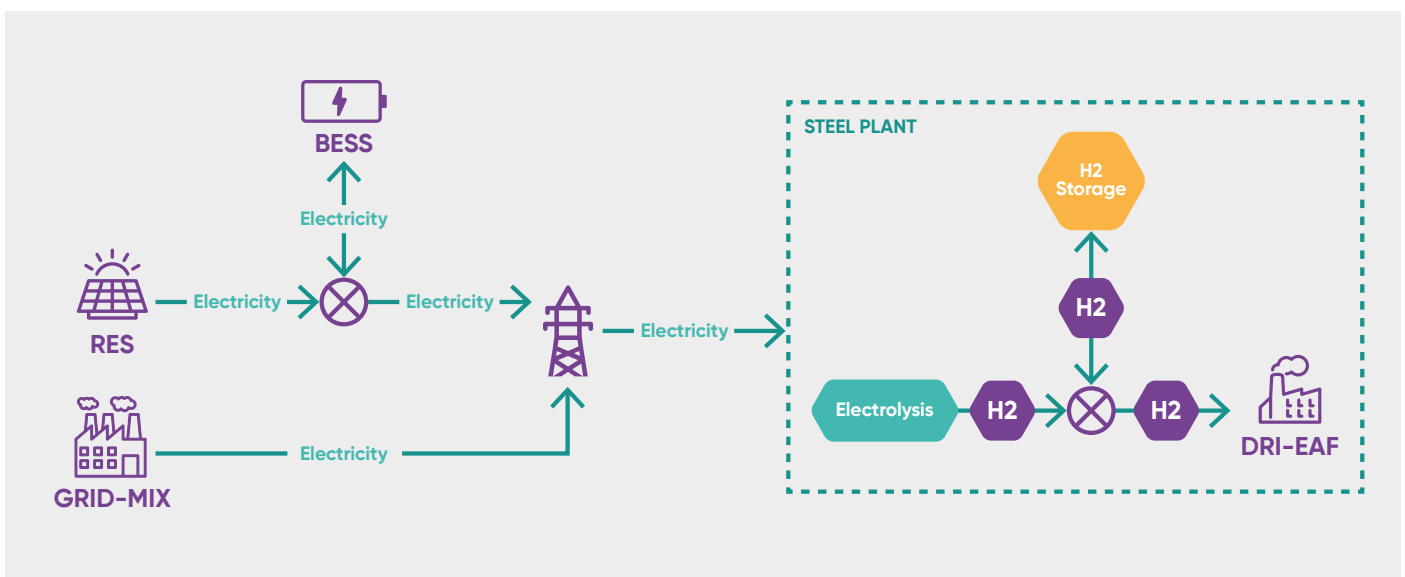 BESS
Electricity
RES
Electricity
Electricity
Electricity
GRID-MIX
Electricity
STEEL PLANT
H2
Storage
H2
Electrolysis
H2
H2
DRI-EAF